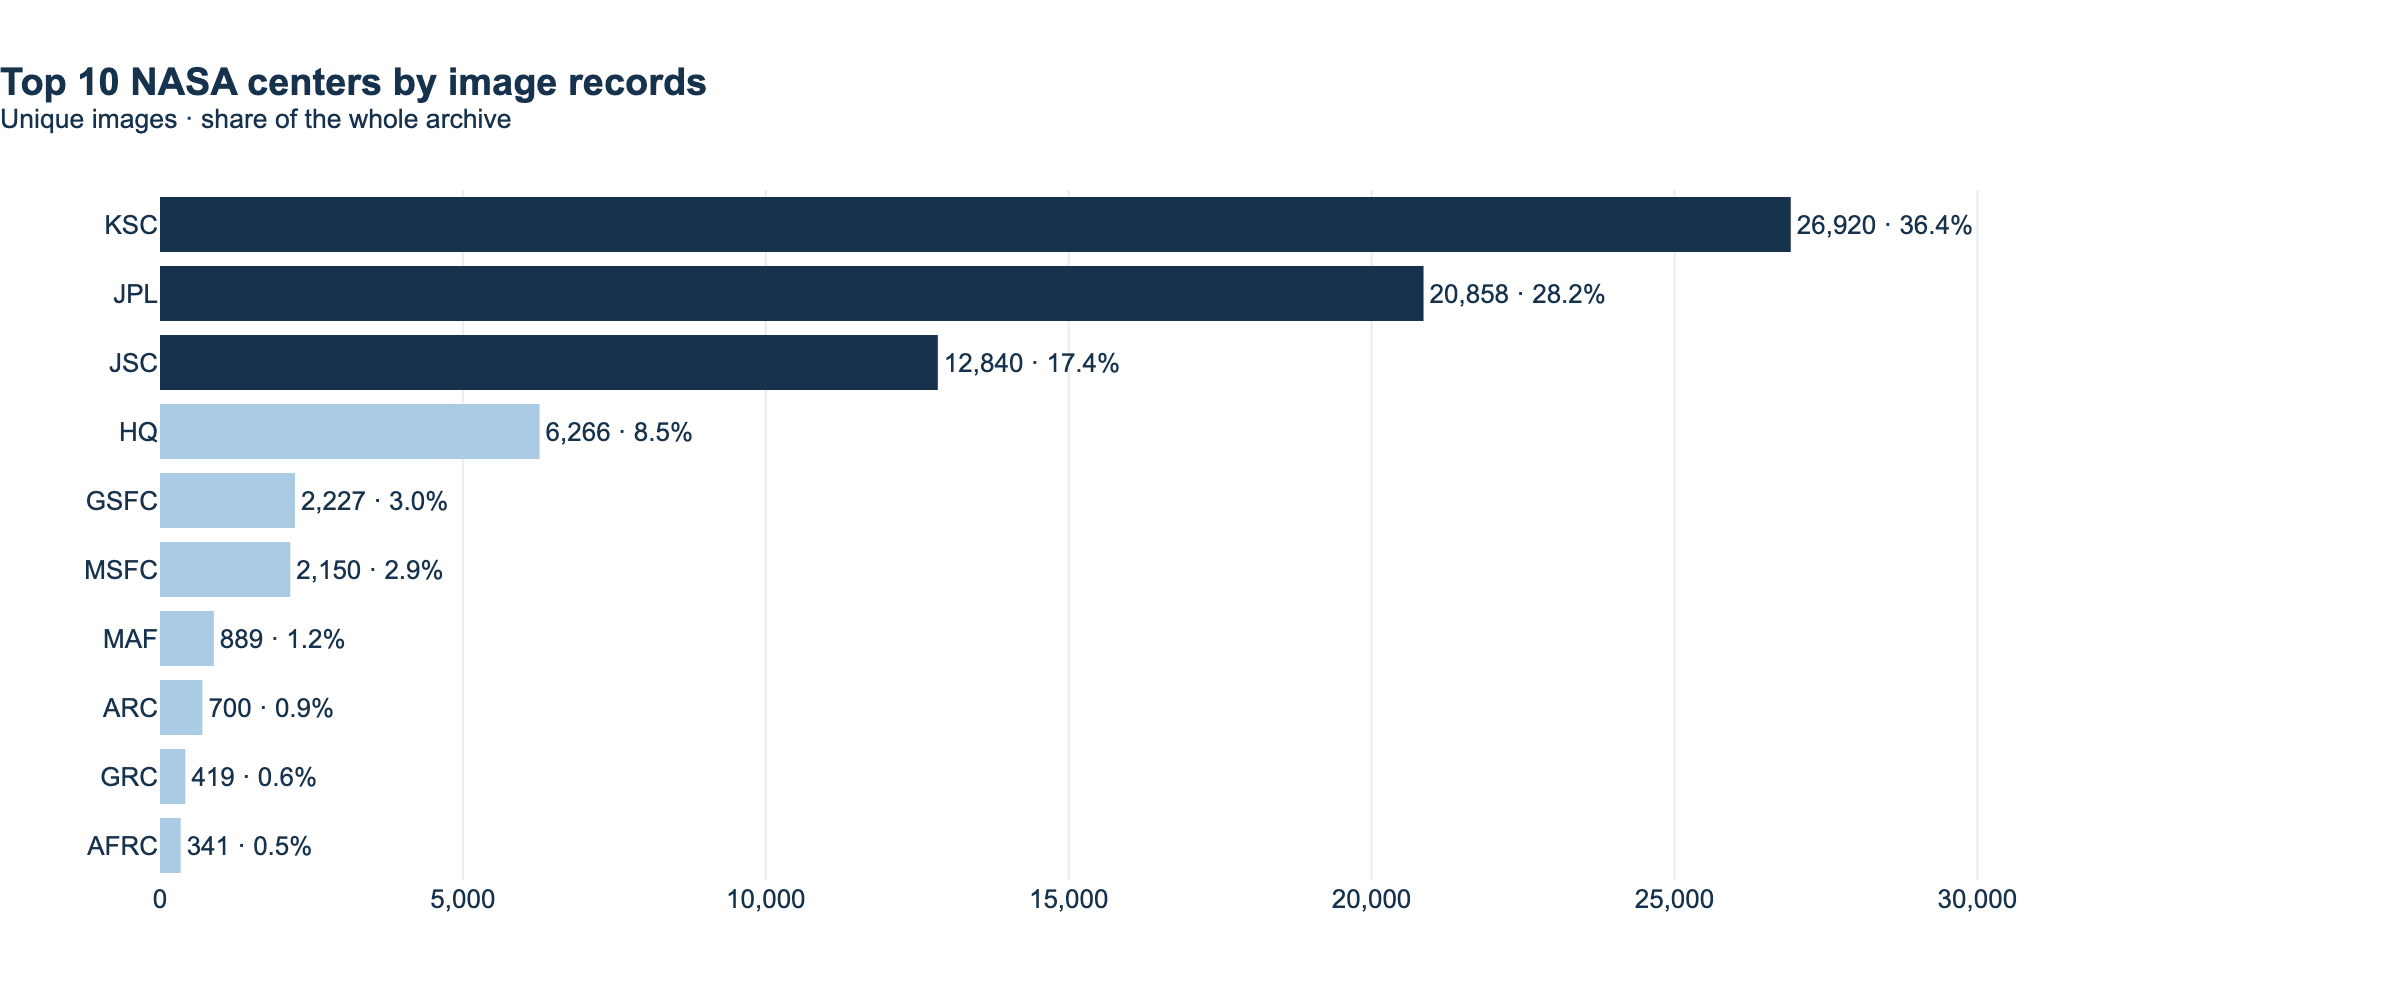 Top 10 NASA centers by image records
Unique images · share of the whole archive
KSC 26,920 · 36.4%
JPL 20,858 · 28.2%
JSC 12,840 · 17.4%
HQ 6,266 · 8.5%
GSFC 2,227 · 3.0%
MSFC 2,150 · 2.9%
MAF 889 · 1.2%
ARC 700 · 0.9%
GRC 419 · 0.6%
AFRC 341 · 0.5%
0 5,000 10,000 15,000 20,000 25,000 30,000